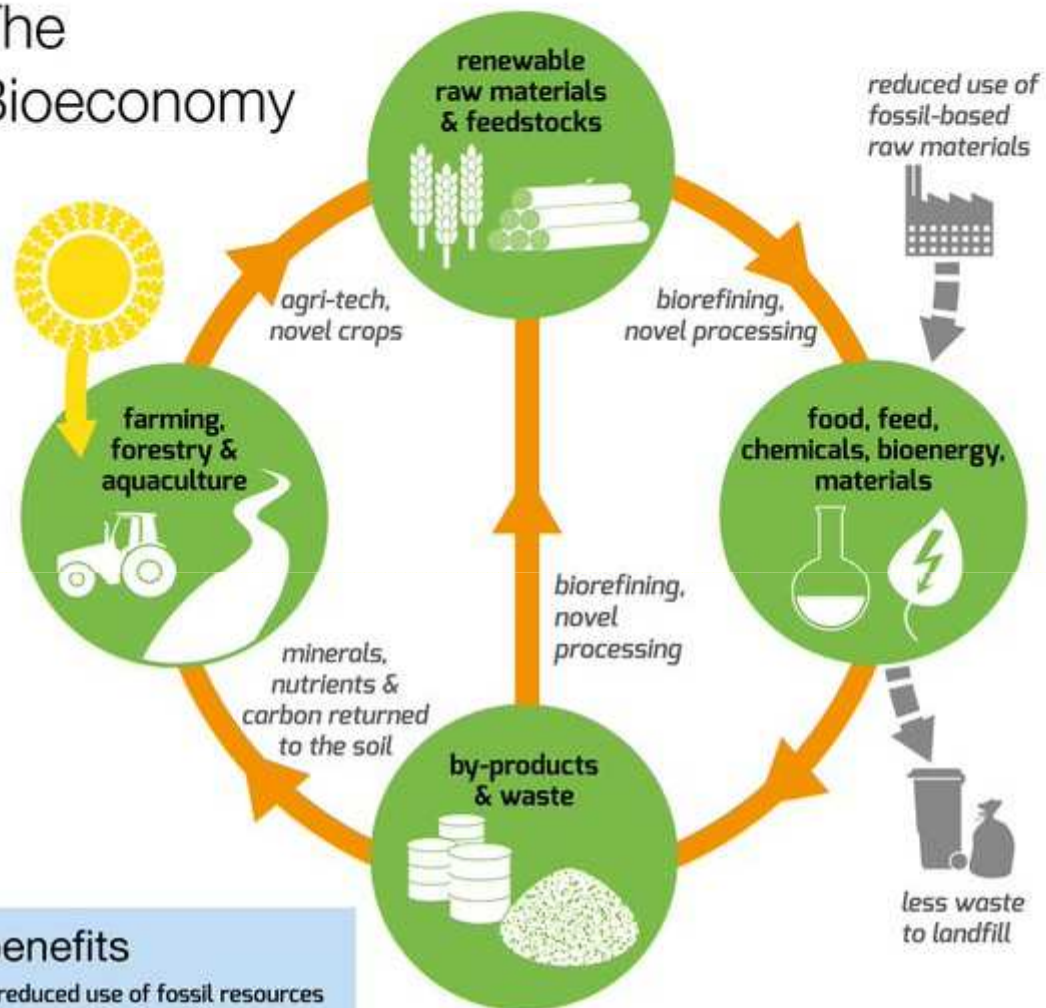 The
Bioeconomy
renewable
raw materials
& feedstocks
reduced use of
fossil-based
raw materials
agri-tech,
novel crops
biorefining,
novel processing
farming,
forestry &
aquaculture
food, feed,
chemicals, bioenergy,
materials
biorefining,
novel
processing
minerals,
nutrients &
carbon returned
to the soil
by-products
& waste
less waste
to landfill
benefits
reduced use of fossil resources